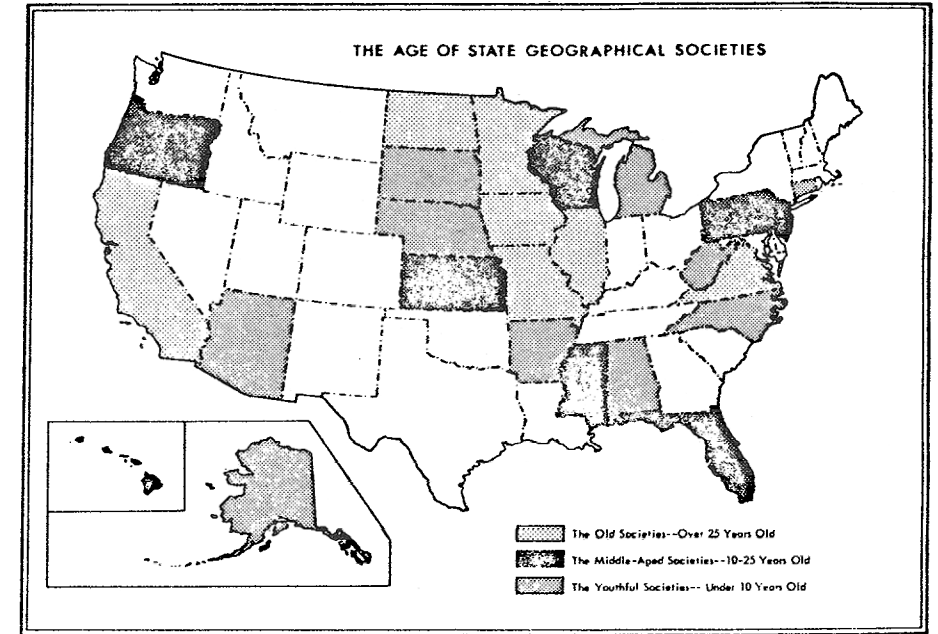 THE AGE OF STATE GEOGRAPHICAL SOCIETIES
The Old Societies--Over 25 Years Old
The Middle-Aged Societies--10-25 Years Old
The Youthful Societies-- Under 10 Years Old